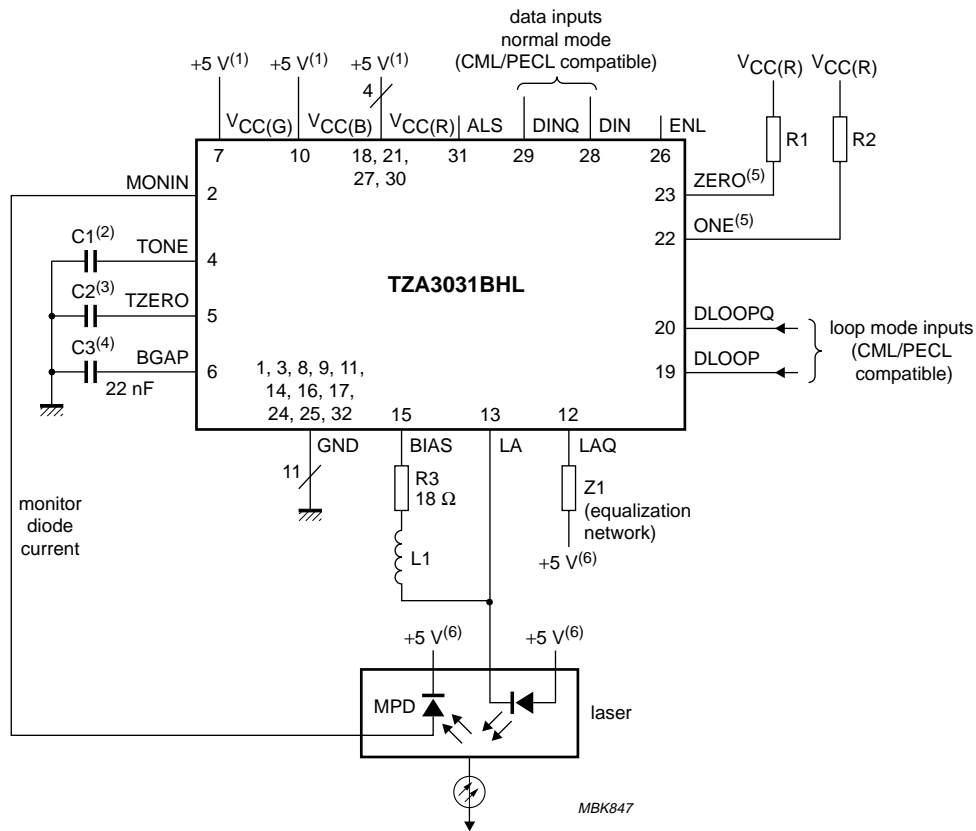 data inputs
normal mode
(CML/PECL compatible)
+5 V(1) +5 V(1) +5 V(1)
4
VCC(R) VCC(R)
VCC(G) VCC(B) VCC(R) ALS DINQ DIN ENL
R1 R2
7 10 18, 21, 31 29 28 26
27, 30
MONIN 2 23 ZERO(5)
22 ONE(5)
C1(2) TONE 4
TZA3031BHL
C2(3) TZERO 5
20 DLOOPQ
loop mode inputs
(CML/PECL
compatible)
C3(4) BGAP 6
22 nF
19 DLOOP
1, 3, 8, 9, 11,
14, 16, 17,
24, 25, 32
15 13 12
GND BIAS LA LAQ
11
R3
18 Ω
Z1
(equalization
network)
monitor
diode
current
L1
+5 V(6)
+5 V(6) +5 V(6)
MPD
laser
MBK847